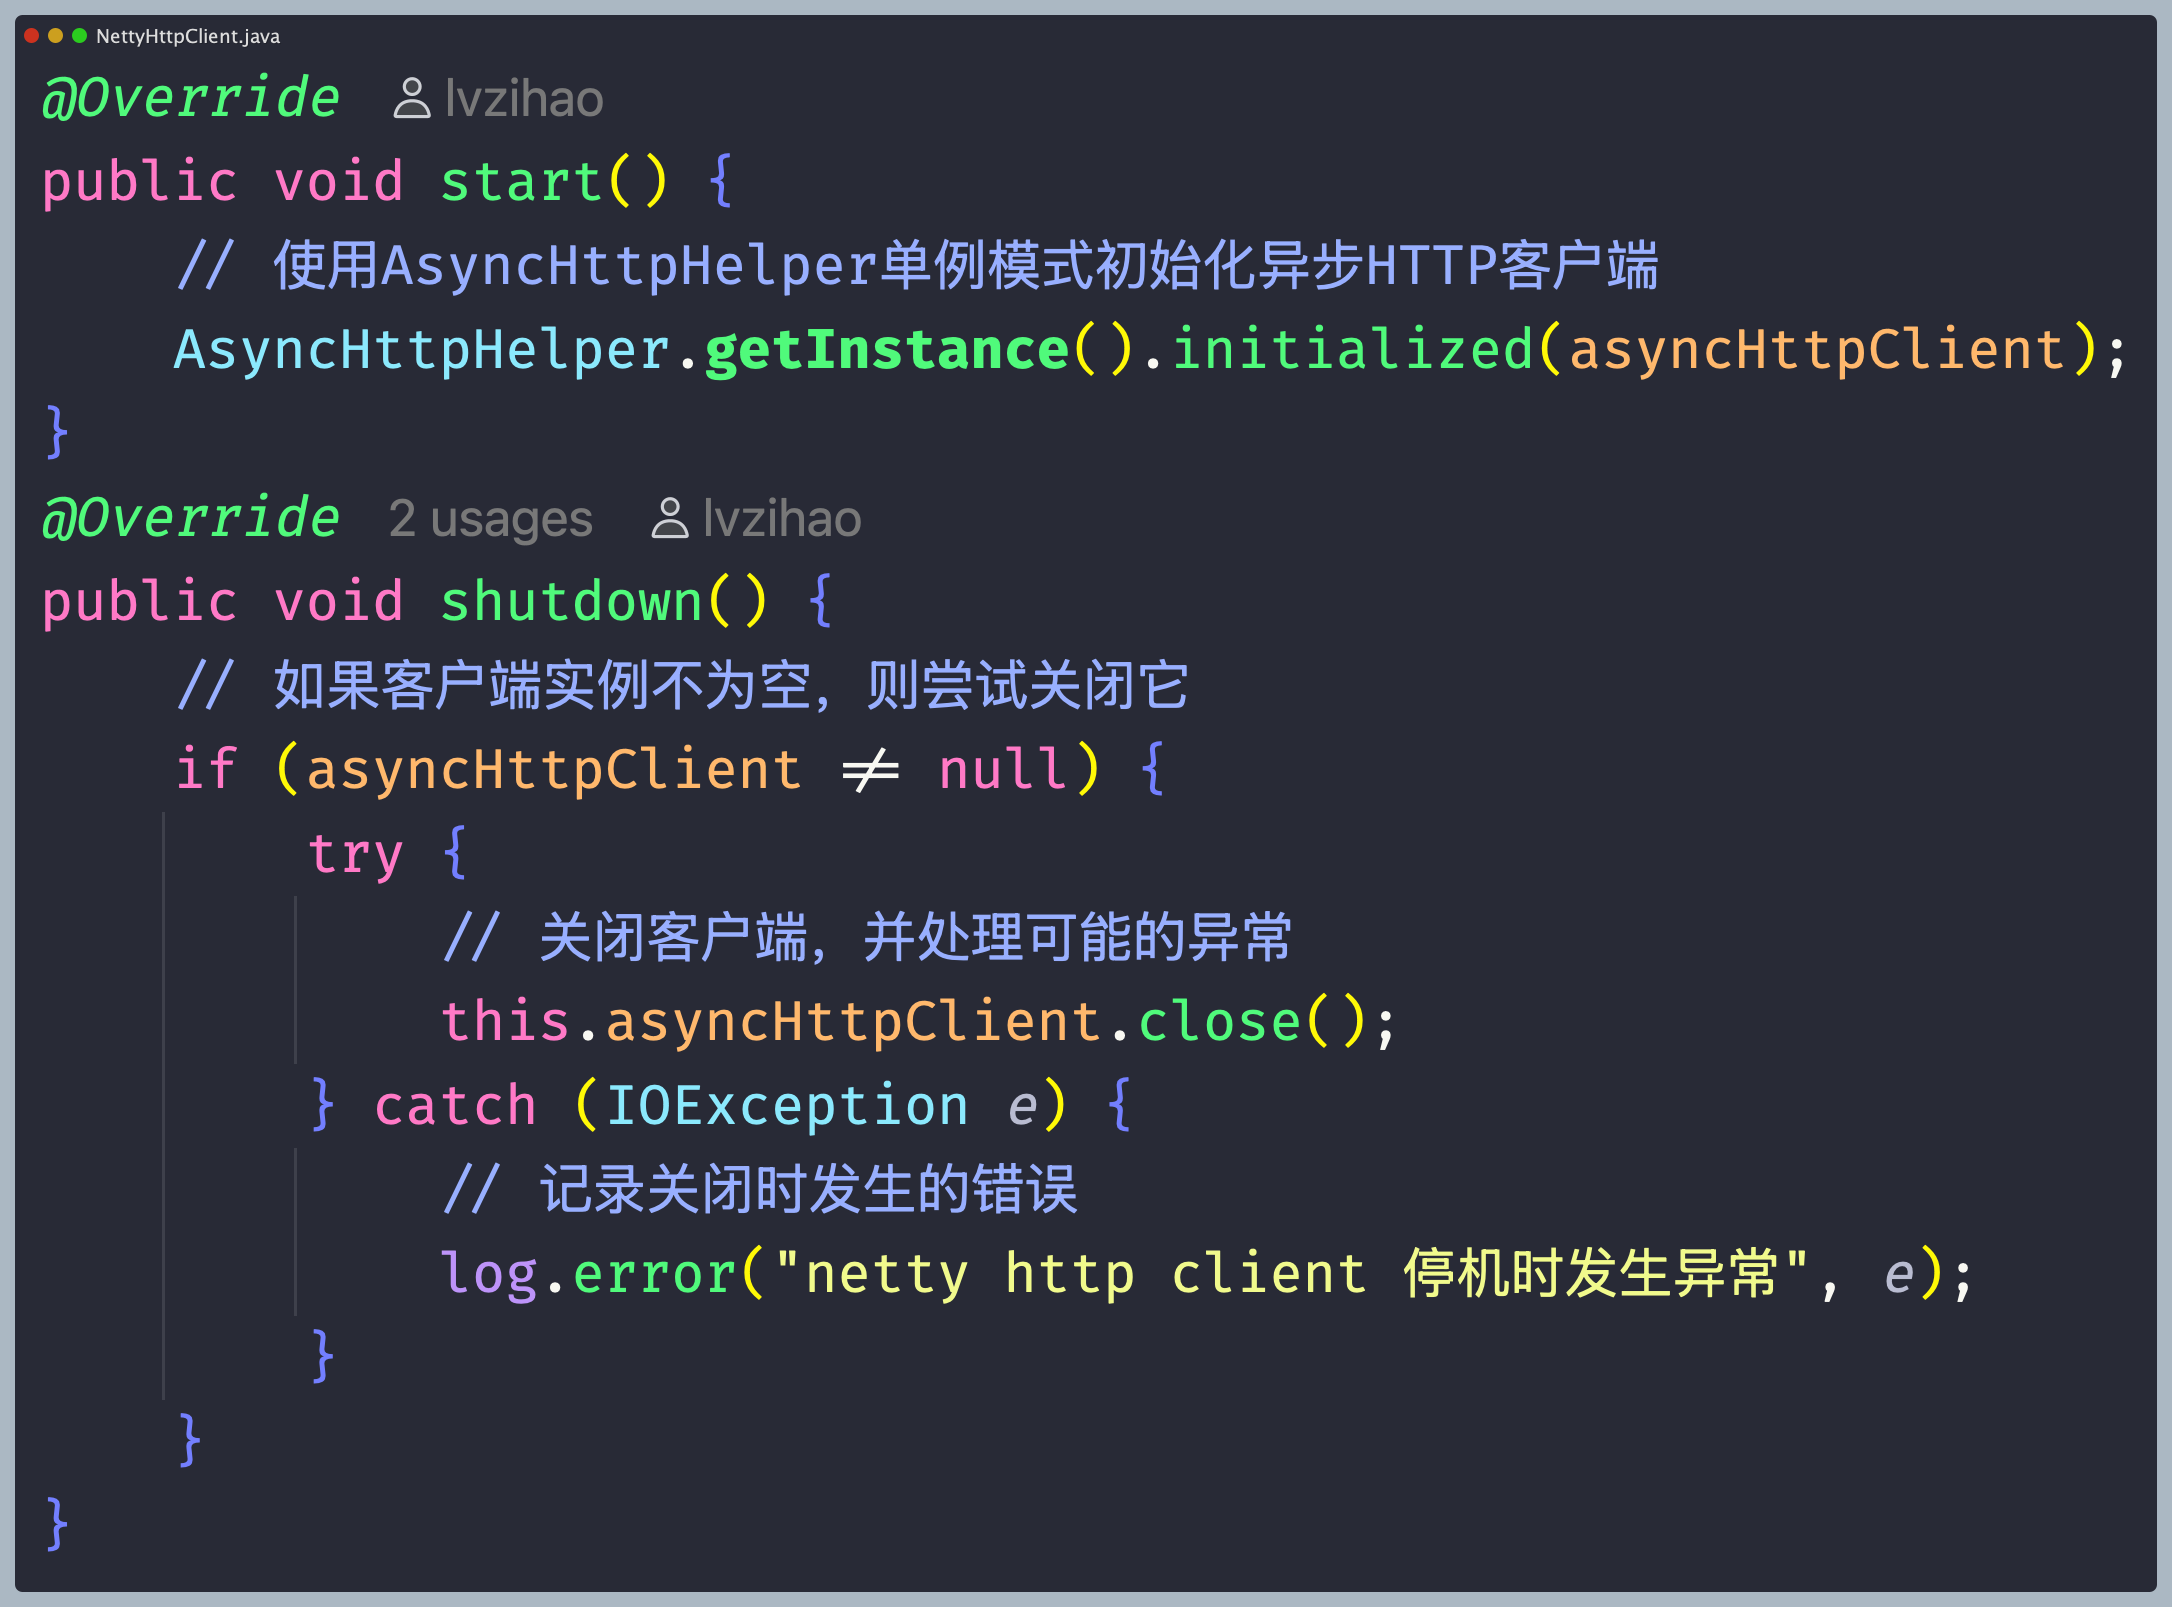 NettyHttpClient.java
@Override lvzihao
public void start() {
// 使用AsyncHttpHelper单例模式初始化异步HTTP客户端
AsyncHttpHelper.getInstance().initialized(asyncHttpClient);
}
@Override 2 usages lvzihao
public void shutdown() {
// 如果客户端实例不为空，则尝试关闭它
if (asyncHttpClient != null) {
try {
// 关闭客户端，并处理可能的异常
this.asyncHttpClient.close();
} catch (IOException e) {
// 记录关闭时发生的错误
log.error("netty http client 停机时发生异常", e);
}
}
}